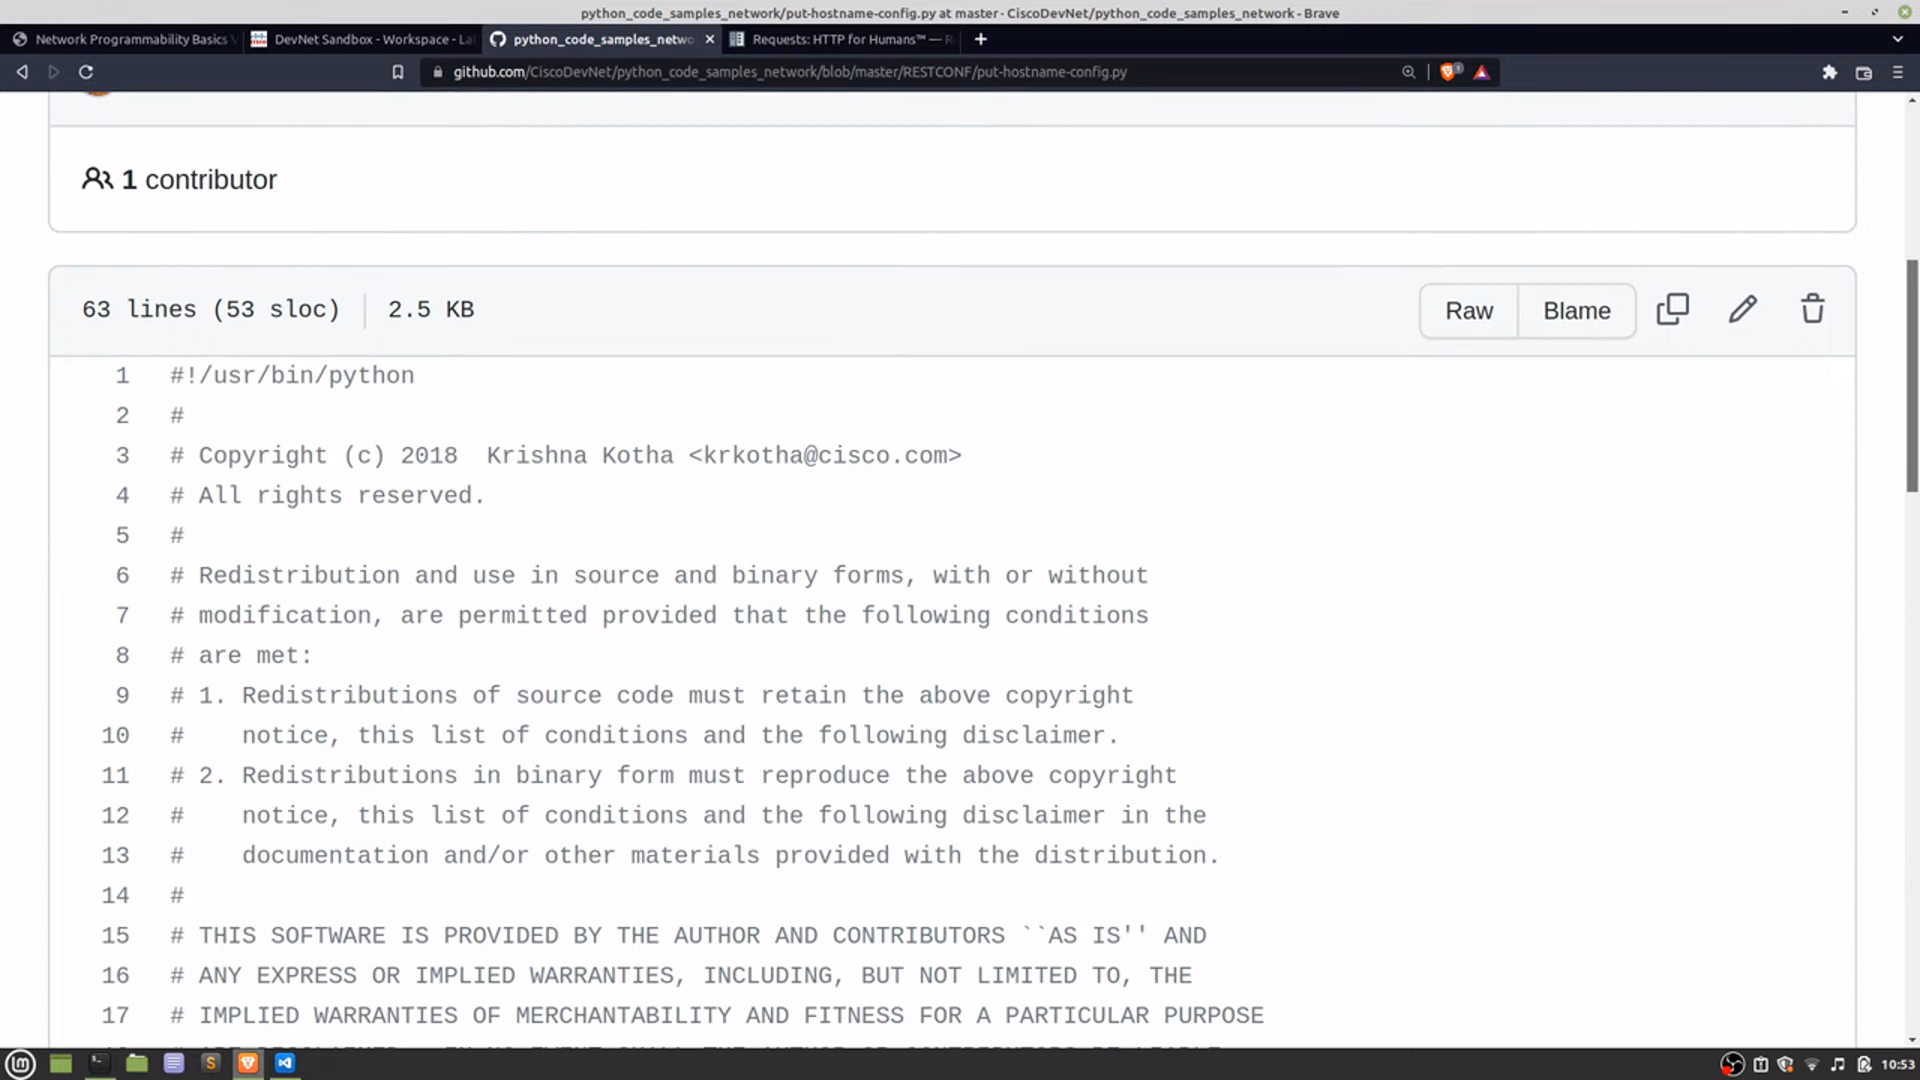 python_code_samples_network/put-hostname-config.py at master · CiscoDevNet/python_code_samples_network - Brave
Network Programmability Basics
DevNet Sandbox - Workspace - La
python_code_samples_netwo
Requests: HTTP for Humans™ —
github.com/CiscoDevNet/python_code_samples_network/blob/master/RESTCONF/put-hostname-config.py
1
1 contributor
63 lines (53 sloc) 2.5 KB
Raw
Blame
1 #!/usr/bin/python
2 #
3 # Copyright (c) 2018  Krishna Kotha <krkotha@cisco.com>
4 # All rights reserved.
5 #
6 # Redistribution and use in source and binary forms, with or without
7 # modification, are permitted provided that the following conditions
8 # are met:
9 # 1. Redistributions of source code must retain the above copyright
10 #    notice, this list of conditions and the following disclaimer.
11 # 2. Redistributions in binary form must reproduce the above copyright
12 #    notice, this list of conditions and the following disclaimer in the
13 #    documentation and/or other materials provided with the distribution.
14 #
15 # THIS SOFTWARE IS PROVIDED BY THE AUTHOR AND CONTRIBUTORS ``AS IS'' AND
16 # ANY EXPRESS OR IMPLIED WARRANTIES, INCLUDING, BUT NOT LIMITED TO, THE
17 # IMPLIED WARRANTIES OF MERCHANTABILITY AND FITNESS FOR A PARTICULAR PURPOSE
10:53